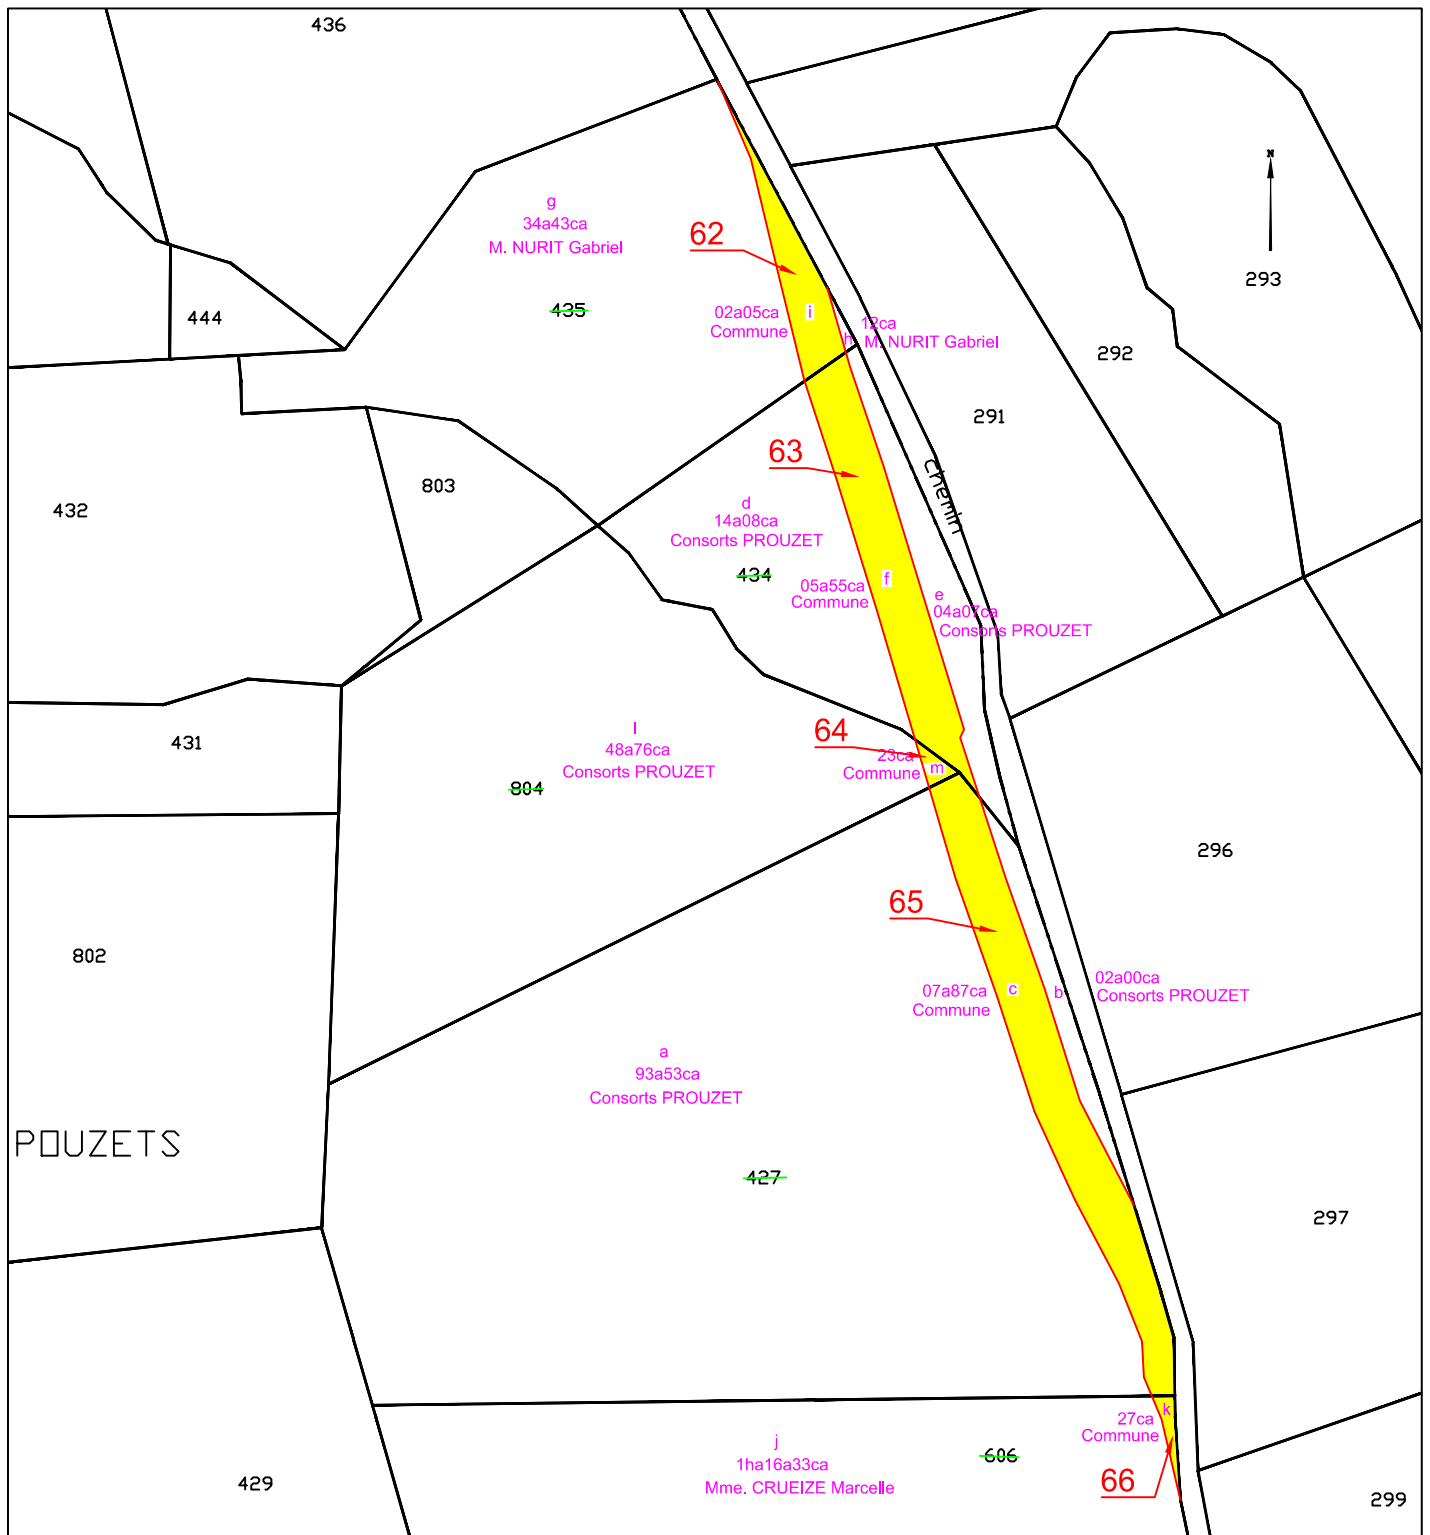 436
N
g
34a43ca
M. NURIT Gabriel
62
293
435
444
02a05ca
Commune
i
12ca
h
M. NURIT Gabriel
292
291
63
chemin
803
432
d
14a08ca
Consorts PROUZET
434
05a55ca
Commune
f
e
04a07ca
Consorts PROUZET
l
48a76ca
Consorts PROUZET
804
64
23ca
Commune
m
431
296
65
802
07a87ca
Commune
c
b
02a00ca
Consorts PROUZET
a
93a53ca
Consorts PROUZET
POUZETS
427
297
27ca
Commune
k
j
1ha16a33ca
Mme. CRUEIZE Marcelle
606
66
429
299